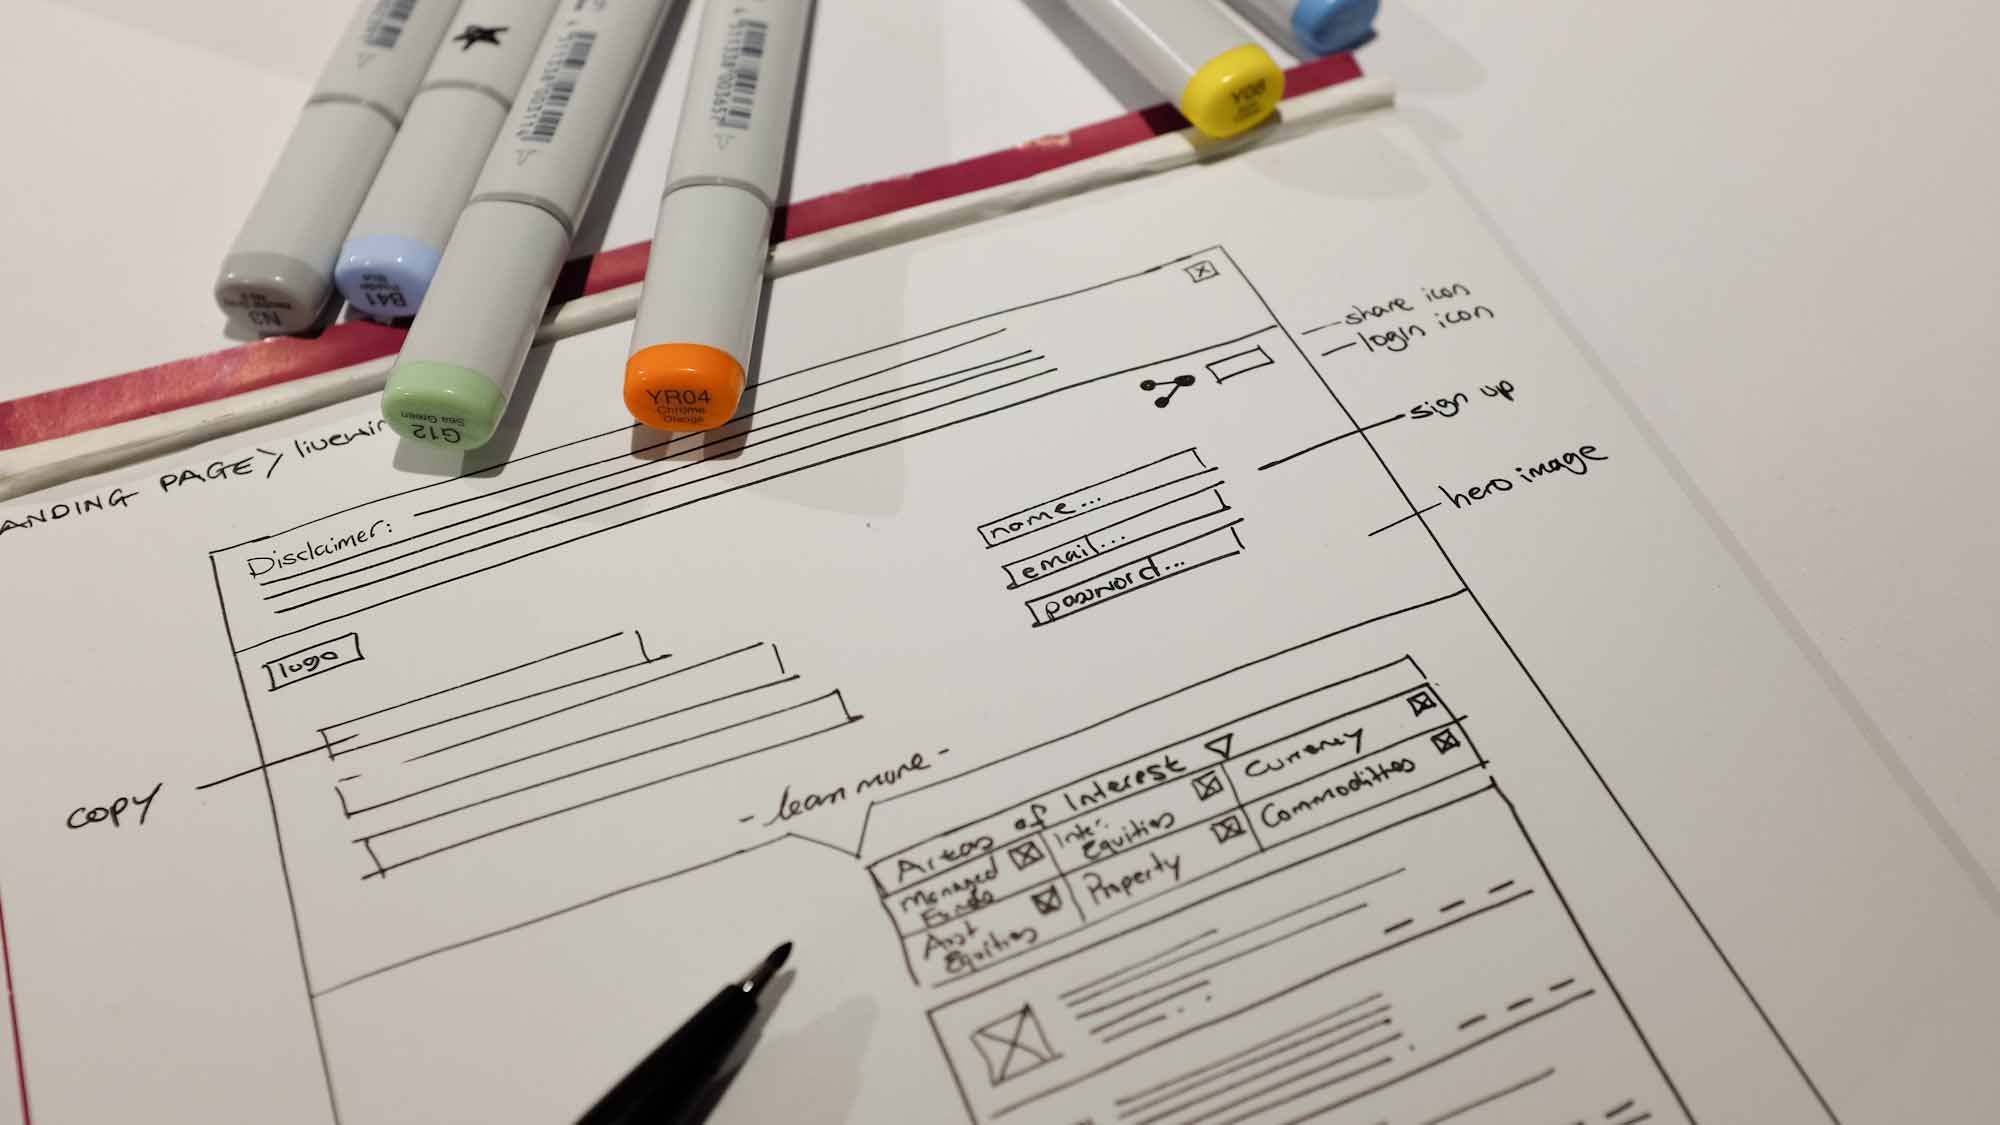 N3
B41
G12
Sea Green
YR04
Chrome
Orange
Y08
ANDING PAGE> livewir
Disclaimer:
x
share icon
login icon
sign up
hero image
name...
email...
password...
logo
copy
- learn more -
Areas of Interest
Managed
Funds
Inter.
Equities
Currency
Aust
Equities
Property
Commodities